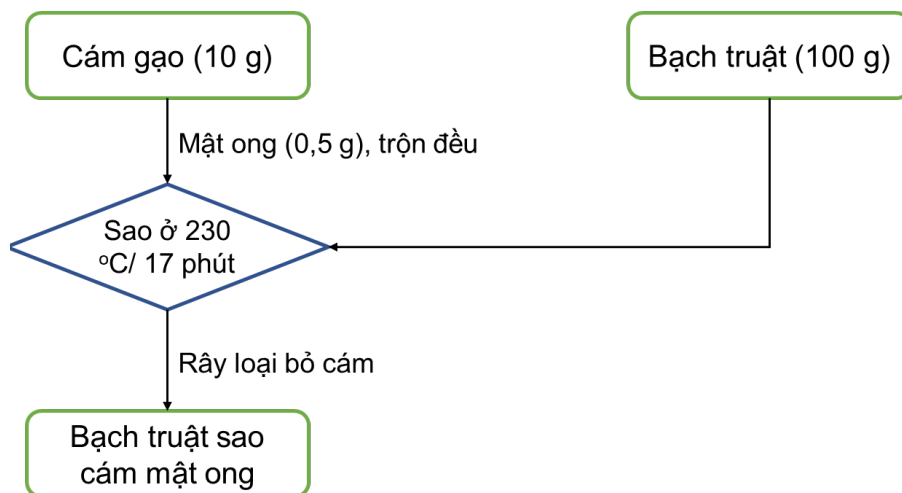 Cám gạo (10 g)
Bạch truật (100 g)
Mật ong (0,5 g), trộn đều
Sao ở 230
ºC/ 17 phút
Rây loại bỏ cám
Bạch truật sao
cám mật ong